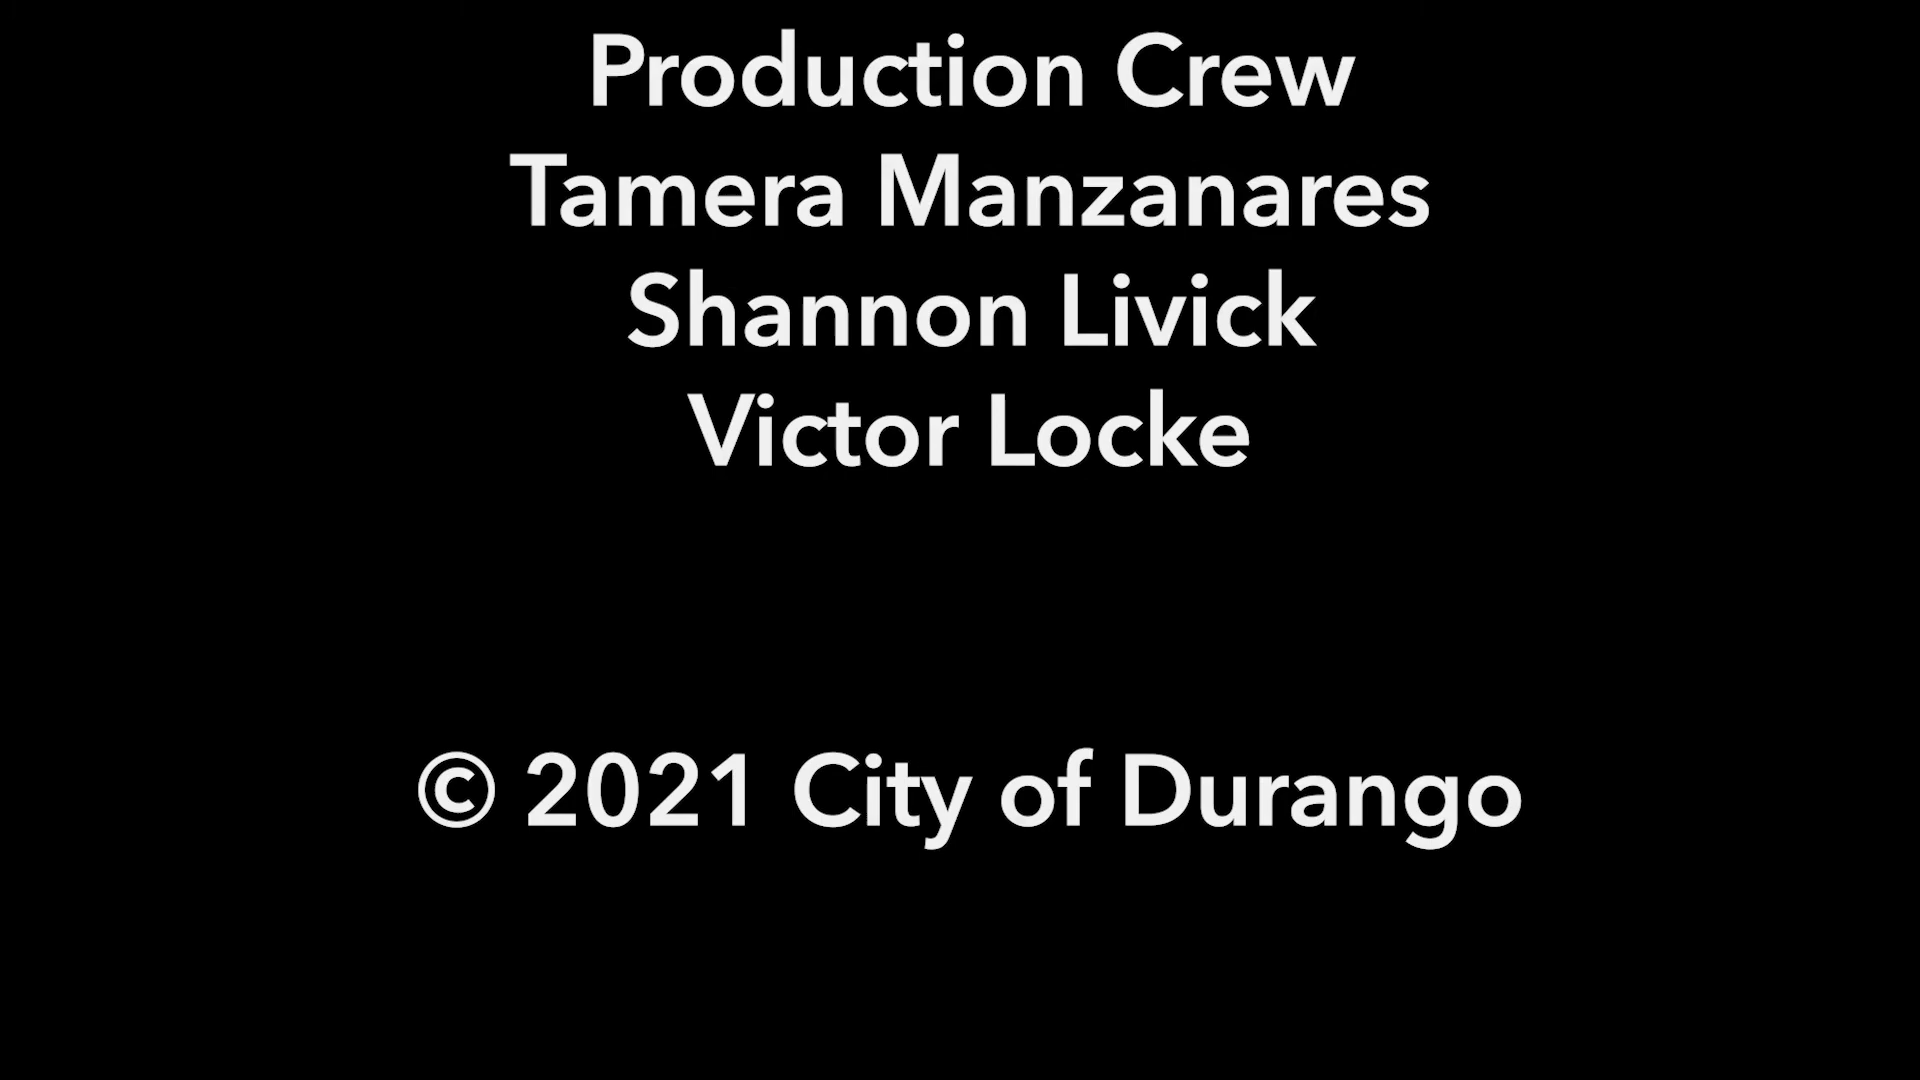 Production Crew
Tamera Manzanares
Shannon Livick
Victor Locke
© 2021 City of Durango